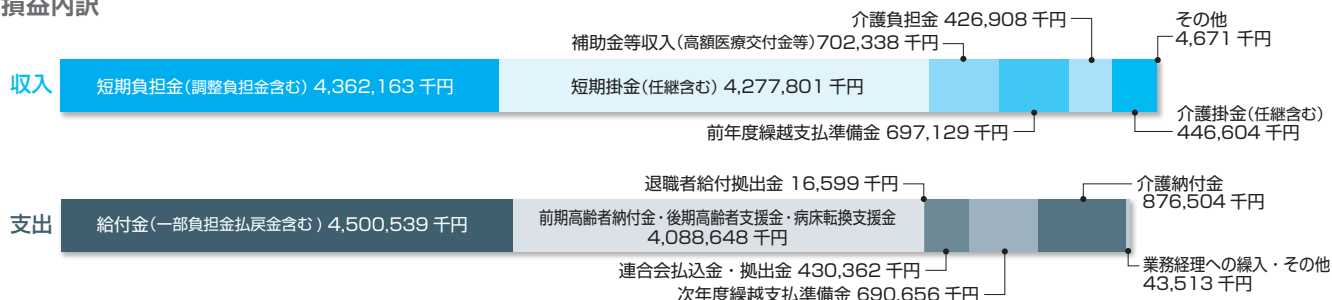 損益内訳
介護負担金 426,908 千円
その他
4,671 千円
補助金等収入(高額医療交付金等)702,338 千円
収入
短期負担金(調整負担金含む) 4,362,163 千円
短期掛金(任継含む) 4,277,801 千円
前年度繰越支払準備金 697,129 千円
介護掛金(任継含む)
446,604 千円
退職者給付拠出金 16,599 千円
介護納付金
876,504 千円
支出
給付金(一部負担金払戻金含む) 4,500,539 千円
前期高齢者納付金・後期高齢者支援金・病床転換支援金
4,088,648 千円
連合会払込金・拠出金 430,362 千円
業務経理への繰入・その他
43,513 千円
次年度繰越支払準備金 690,656 千円